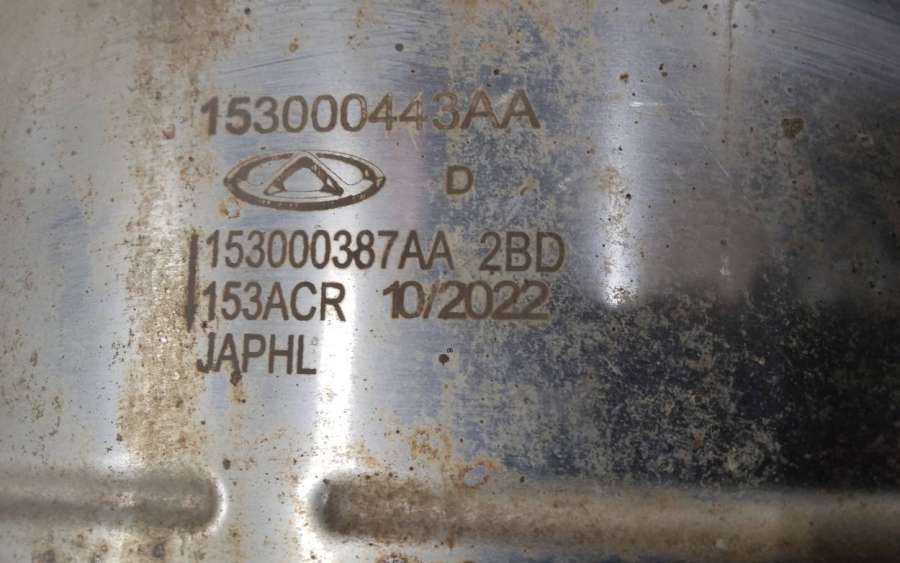 153000443AA
D
153000387AA 2BD
153ACR 10/2022
JAPHL